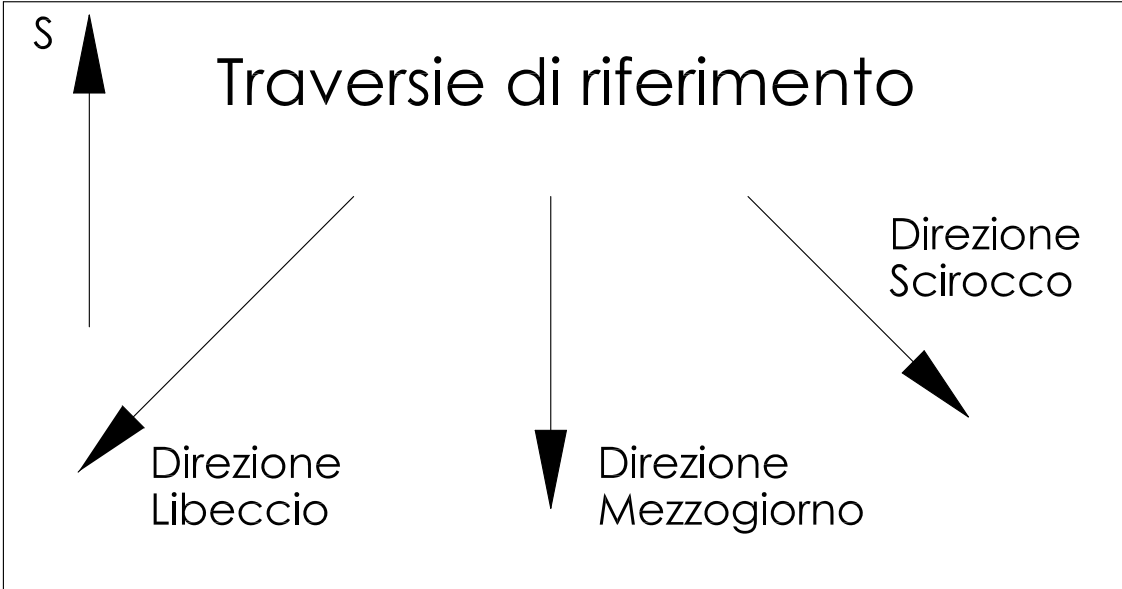 S
Traversie di riferimento
Direzione
Scirocco
Direzione
Libeccio
Direzione
Mezzogiorno